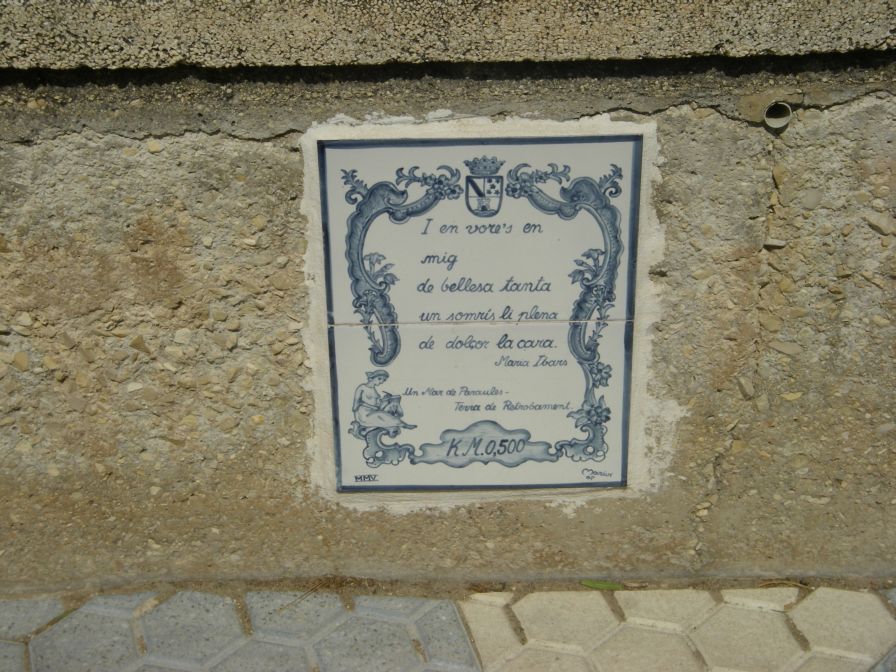 I en vore's en
mig
de bellesa tanta
un somrís li plena
de dolçor la cara.
Maria Ibars
Un Mar de Paraules-
Terra de Retrobament
K.M.0,500
MMV